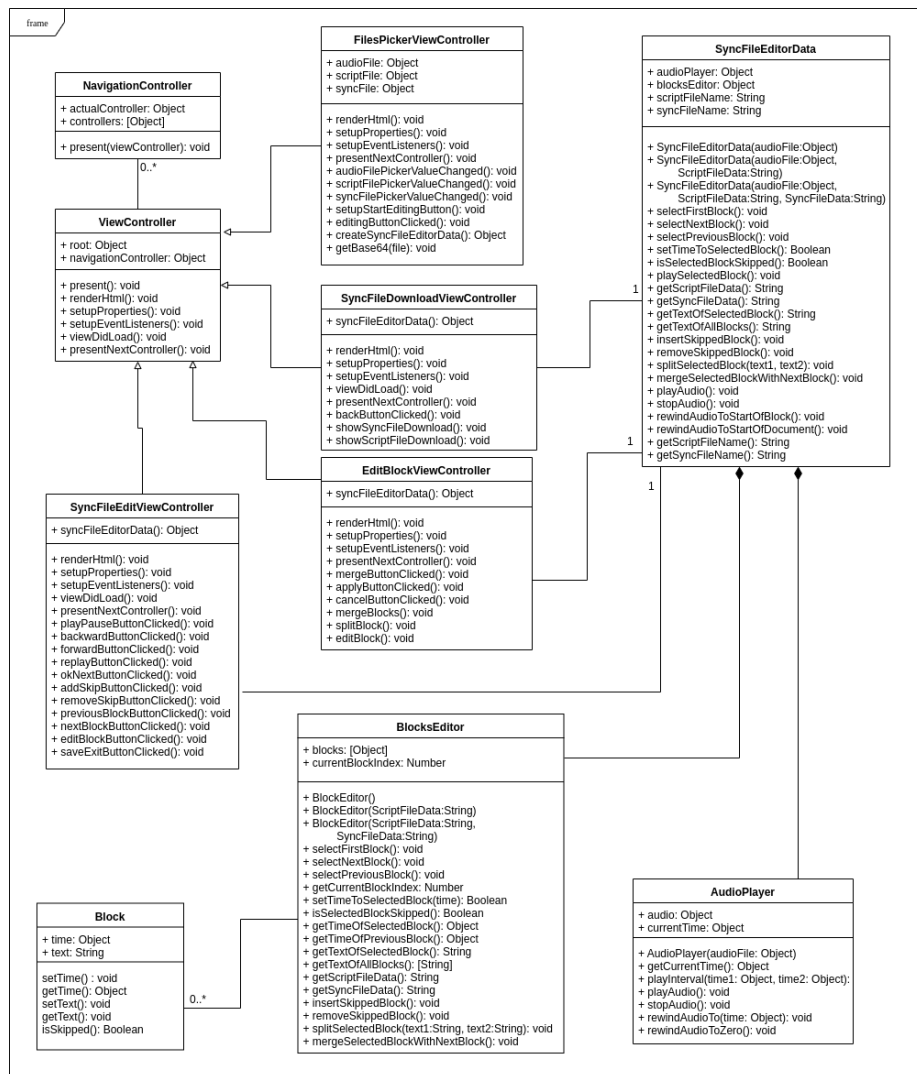 frame
NavigationController
+ actualController: Object
+ controllers: [Object]
+ present(viewController): void
0..*
ViewController
+ root: Object
+ navigationController: Object
+ present(): void
+ renderHtml(): void
+ setupProperties(): void
+ setupEventListeners(): void
+ viewDidLoad(): void
+ presentNextController(): void
FilesPickerViewController
+ audioFile: Object
+ scriptFile: Object
+ syncFile: Object
+ renderHtml(): void
+ setupProperties(): void
+ setupEventListeners(): void
+ presentNextController(): void
+ audioFilePickerValueChanged(): void
+ scriptFilePickerValueChanged(): void
+ syncFilePickerValueChanged(): void
+ setupStartEditingButton(): void
+ editingButtonClicked(): void
+ createSyncFileEditorData(): Object
+ getBase64(file): void
SyncFileDownloadViewController
+ syncFileEditorData(): Object
+ renderHtml(): void
+ setupProperties(): void
+ setupEventListeners(): void
+ viewDidLoad(): void
+ presentNextController(): void
+ backButtonClicked(): void
+ showSyncFileDownload(): void
+ showScriptFileDownload(): void
EditBlockViewController
+ syncFileEditorData(): Object
+ renderHtml(): void
+ setupProperties(): void
+ setupEventListeners(): void
+ presentNextController(): void
+ mergeButtonClicked(): void
+ applyButtonClicked(): void
+ cancelButtonClicked(): void
+ mergeBlocks(): void
+ splitBlock(): void
+ editBlock(): void
SyncFileEditorData
+ audioPlayer: Object
+ blocksEditor: Object
+ scriptFileName: String
+ syncFileName: String
+ SyncFileEditorData(audioFile:Object)
+ SyncFileEditorData(audioFile:Object,
ScriptFileData:String)
+ SyncFileEditorData(audioFile:Object,
ScriptFileData:String, SyncFileData:String)
+ selectFirstBlock(): void
+ selectNextBlock(): void
+ selectPreviousBlock(): void
+ setTimeToSelectedBlock(): Boolean
+ isSelectedBlockSkipped(): Boolean
+ playSelectedBlock(): void
+ getScriptFileData(): String
+ getSyncFileData(): String
+ getTextOfSelectedBlock(): String
+ getTextOfAllBlocks(): String
+ insertSkippedBlock(): void
+ removeSkippedBlock(): void
+ splitSelectedBlock(text1, text2): void
+ mergeSelectedBlockWithNextBlock(): void
+ playAudio(): void
+ stopAudio(): void
+ rewindAudioToStartOfBlock(): void
+ rewindAudioToStartOfDocument(): void
+ getScriptFileName(): String
+ getSyncFileName(): String
1
1
1
SyncFileEditViewController
+ syncFileEditorData(): Object
+ renderHtml(): void
+ setupProperties(): void
+ setupEventListeners(): void
+ viewDidLoad(): void
+ presentNextController(): void
+ playPauseButtonClicked(): void
+ backwardButtonClicked(): void
+ forwardButtonClicked(): void
+ replayButtonClicked(): void
+ okNextButtonClicked(): void
+ addSkipButtonClicked(): void
+ removeSkipButtonClicked(): void
+ previousBlockButtonClicked(): void
+ nextBlockButtonClicked(): void
+ editBlockButtonClicked(): void
+ saveExitButtonClicked(): void
BlocksEditor
+ blocks: [Object]
+ currentBlockIndex: Number
+ BlockEditor()
+ BlockEditor(ScriptFileData:String)
+ BlockEditor(ScriptFileData:String,
SyncFileData:String)
+ selectFirstBlock(): void
+ selectNextBlock(): void
+ selectPreviousBlock(): void
+ getCurrentBlockIndex: Number
+ setTimeToSelectedBlock(time): Boolean
+ isSelectedBlockSkipped(): Boolean
+ getTimeOfSelectedBlock(): Object
+ getTimeOfPreviousBlock(): Object
+ getTextOfSelectedBlock(): String
+ getTextOfAllBlocks(): [String]
+ getScriptFileData(): String
+ getSyncFileData(): String
+ insertSkippedBlock(): void
+ removeSkippedBlock(): void
+ splitSelectedBlock(text1:String, text2:String): void
+ mergeSelectedBlockWithNextBlock(): void
Block
+ time: Object
+ text: String
setTime() : void
getTime(): Object
setText(): void
getText(): void
isSkipped(): Boolean
0..*
AudioPlayer
+ audio: Object
+ currentTime: Object
+ AudioPlayer(audioFile: Object)
+ getCurrentTime(): Object
+ playInterval(time1: Object, time2: Object):
+ playAudio(): void
+ stopAudio(): void
+ rewindAudioTo(time: Object): void
+ rewindAudioToZero(): void